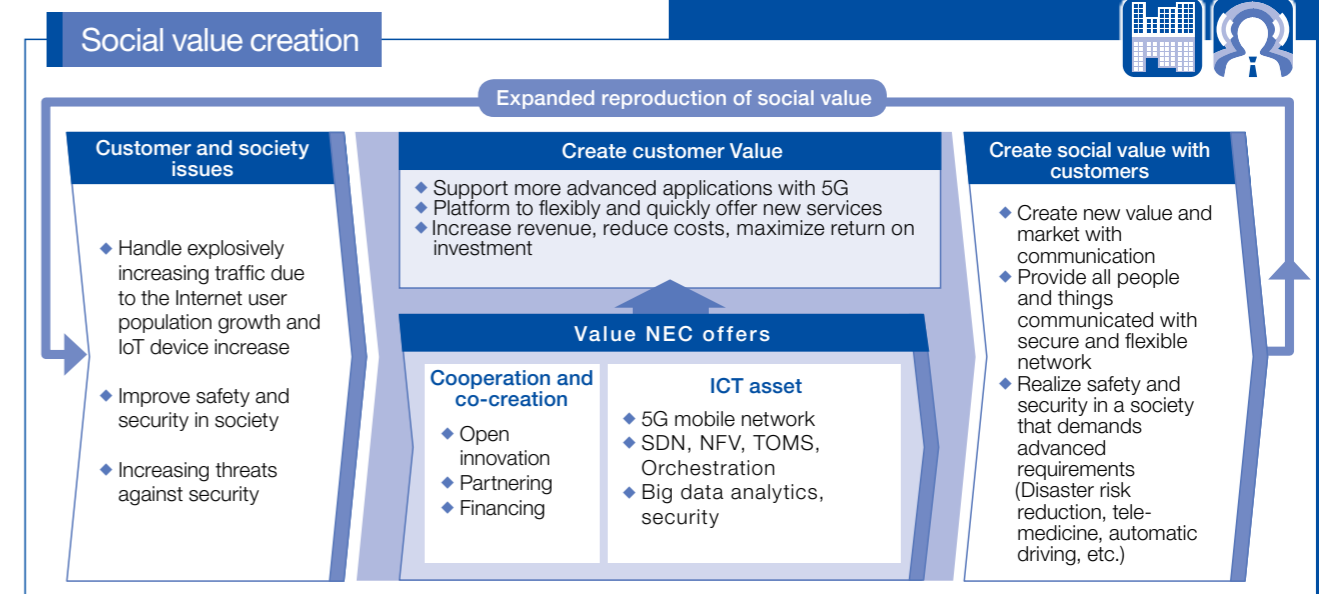 Social value creation
Expanded reproduction of social value
Customer and society
issues
◆ Handle explosively
increasing traffic due
to the Internet user
population growth and
IoT device increase
◆ Improve safety and
security in society
◆ Increasing threats
against security
Create customer Value
◆ Support more advanced applications with 5G
◆ Platform to flexibly and quickly offer new services
◆ Increase revenue, reduce costs, maximize return on
investment
Value NEC offers
Cooperation and
co-creation
◆ Open
innovation
◆ Partnering
◆ Financing
ICT asset
◆ 5G mobile network
◆ SDN, NFV, TOMS,
Orchestration
◆ Big data analytics,
security
Create social value with
customers
◆ Create new value and
market with
communication
◆ Provide all people
and things
communicated with
secure and flexible
network
◆ Realize safety and
security in a society
that demands
advanced
requirements
(Disaster risk
reduction, tele-
medicine, automatic
driving, etc.)